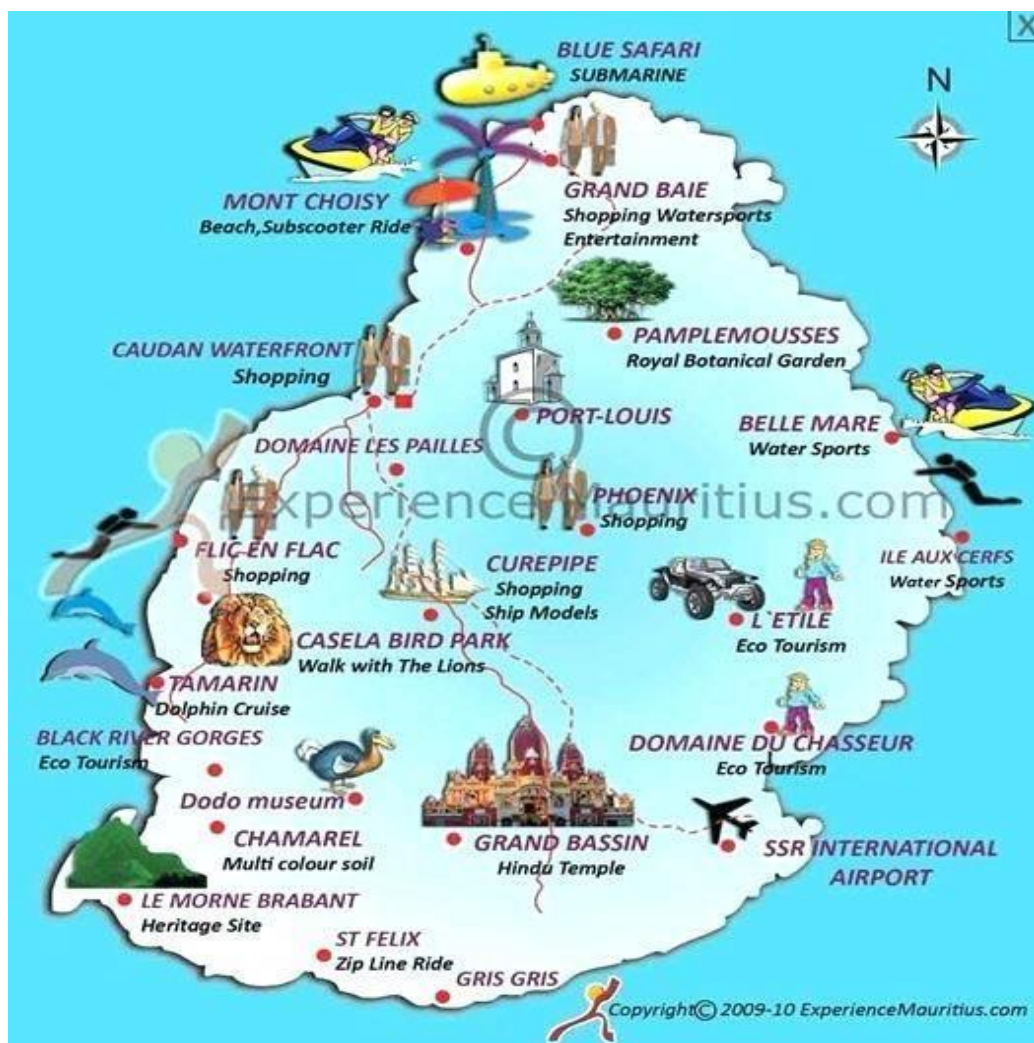 X
BLUE SAFARI
SUBMARINE
N
MONT CHOISY
Beach,Subscooter Ride
GRAND BAIE
Shopping Watersports
Entertainment
PAMPLEMOUSSES
Royal Botanical Garden
CAUDAN WATERFRONT
Shopping
PORT-LOUIS
BELLE MARE
Water Sports
DOMAINE LES PAILLES
©
ExperienceMauritius.com
PHOENIX
Shopping
FLIC EN FLAC
Shopping
CUREPIPE
Shopping
Ship Models
ILE AUX CERFS
Water Sports
L`ETILE
Eco Tourism
CASELA BIRD PARK
Walk with The Lions
TAMARIN
Dolphin Cruise
BLACK RIVER GORGES
Eco Tourism
DOMAINE DU CHASSEUR
Eco Tourism
Dodo museum
CHAMAREL
Multi colour soil
GRAND BASSIN
Hindu Temple
SSR INTERNATIONAL
AIRPORT
LE MORNE BRABANT
Heritage Site
ST FELIX
Zip Line Ride
GRIS GRIS
Copyright© 2009-10 ExperienceMauritius.com